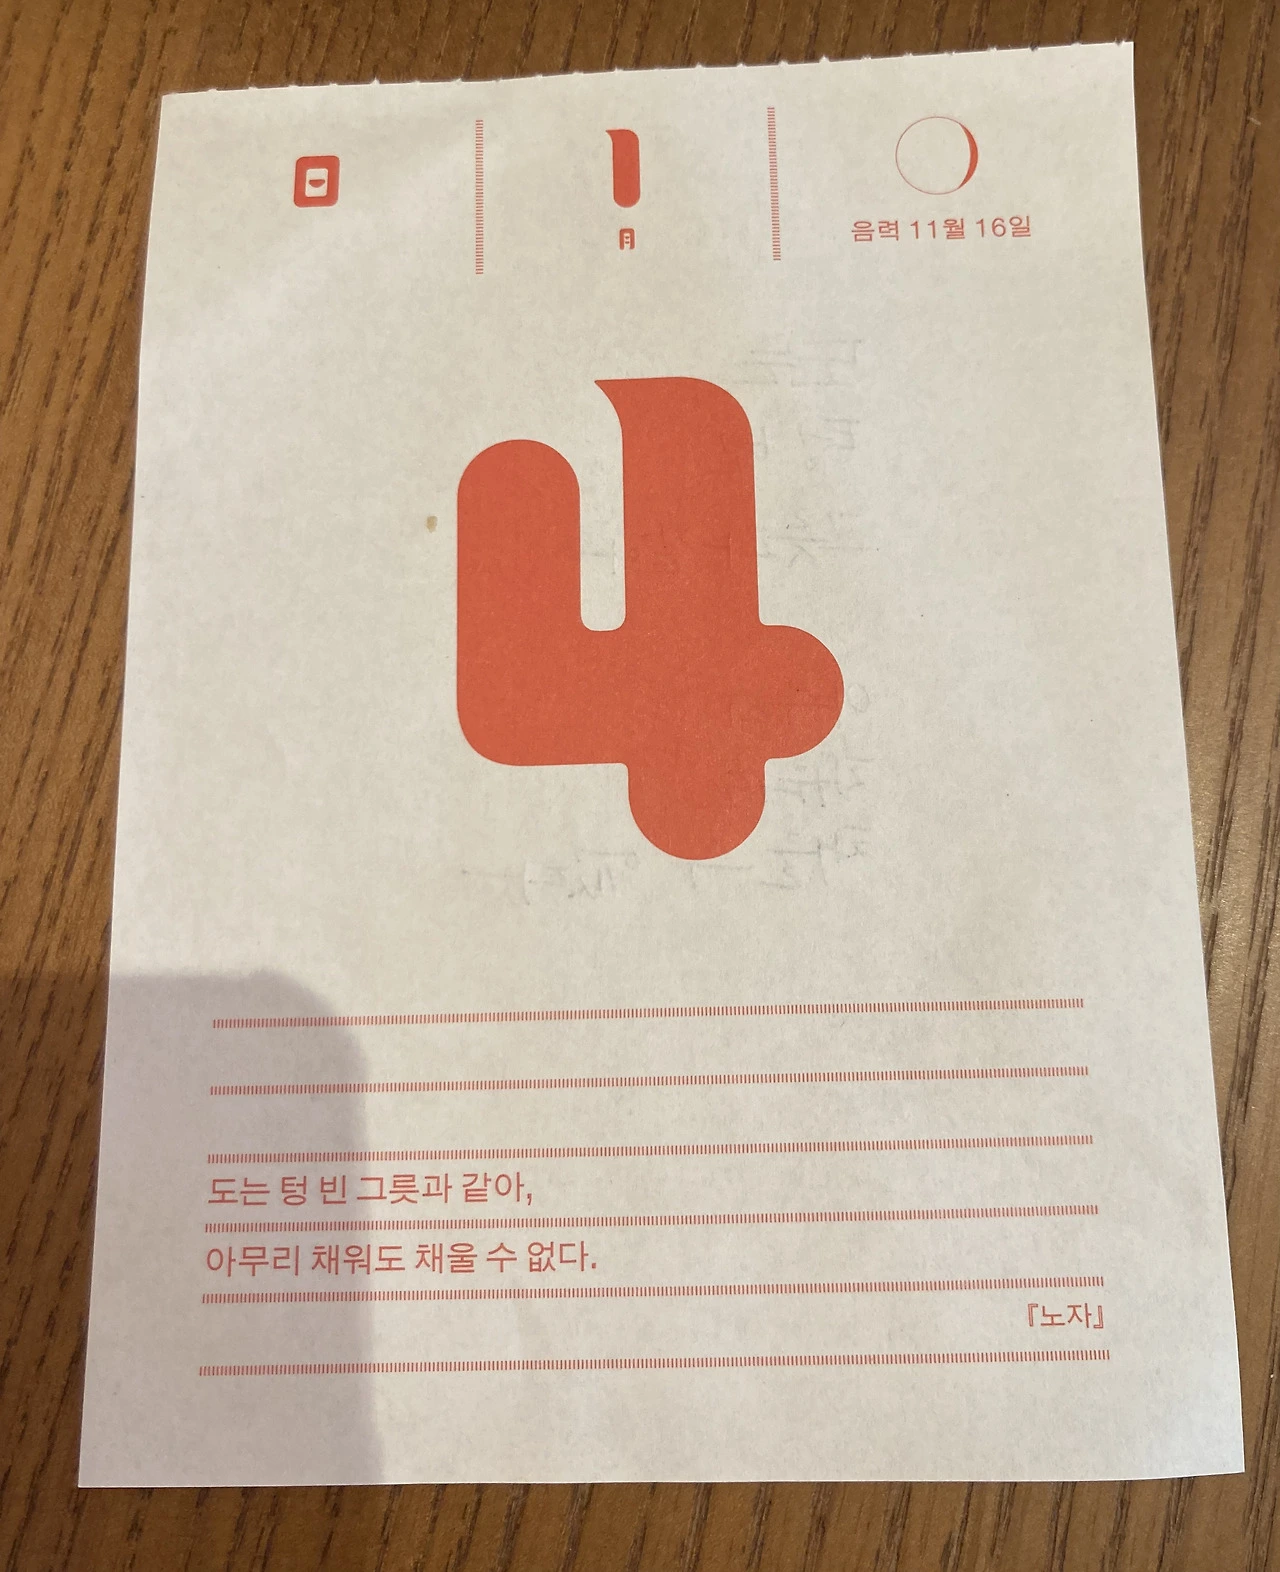 日
1
月
음력 11월 16일
4
도는 텅 빈 그릇과 같아,
아무리 채워도 채울 수 없다.
『노자』